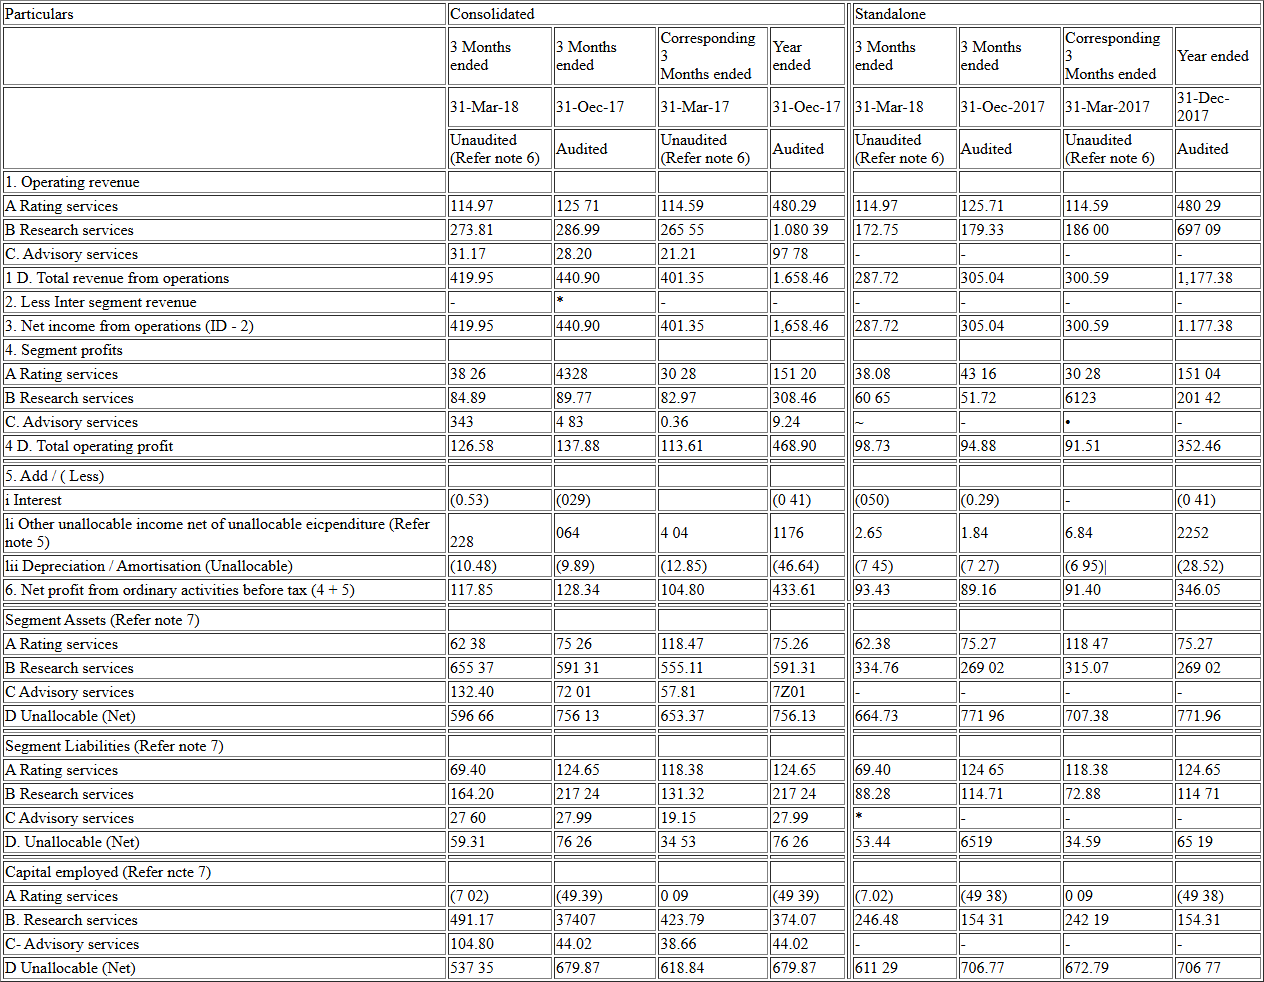 Particulars Consolidated Standalone
3 Months ended 3 Months ended Corresponding 3 Months ended Year ended 3 Months ended 3 Months ended Corresponding 3 Months ended Year ended
31-Mar-18 31-Oec-17 31-Mar-17 31-Oec-17 31-Mar-18 31-Oec-2017 31-Mar-2017 31-Dec-2017
Unaudited (Refer note 6) Audited Unaudited (Refer note 6) Audited Unaudited (Refer note 6) Audited Unaudited (Refer note 6) Audited
1. Operating revenue
A Rating services 114.97 125 71 114.59 480.29 114.97 125.71 114.59 480 29
B Research services 273.81 286.99 265 55 1.080 39 172.75 179.33 186 00 697 09
C. Advisory services 31.17 28.20 21.21 97 78 - - - -
1 D. Total revenue from operations 419.95 440.90 401.35 1.658.46 287.72 305.04 300.59 1,177.38
2. Less Inter segment revenue - * - - - - - -
3. Net income from operations (ID - 2) 419.95 440.90 401.35 1,658.46 287.72 305.04 300.59 1.177.38
4. Segment profits
A Rating services 38 26 4328 30 28 151 20 38.08 43 16 30 28 151 04
B Research services 84.89 89.77 82.97 308.46 60 65 51.72 6123 201 42
C. Advisory services 343 4 83 0.36 9.24 ~ - • -
4 D. Total operating profit 126.58 137.88 113.61 468.90 98.73 94.88 91.51 352.46
5. Add / ( Less)
i Interest (0.53) (029) (0 41) (050) (0.29) - (0 41)
li Other unallocable income net of unallocable eicpenditure (Refer note 5) 228 064 4 04 1176 2.65 1.84 6.84 2252
lii Depreciation / Amortisation (Unallocable) (10.48) (9.89) (12.85) (46.64) (7 45) (7 27) (6 95)| (28.52)
6. Net profit from ordinary activities before tax (4 + 5) 117.85 128.34 104.80 433.61 93.43 89.16 91.40 346.05
Segment Assets (Refer note 7)
A Rating services 62 38 75 26 118.47 75.26 62.38 75.27 118 47 75.27
B Research services 655 37 591 31 555.11 591.31 334.76 269 02 315.07 269 02
C Advisory services 132.40 72 01 57.81 7Z01 - - - -
D Unallocable (Net) 596 66 756 13 653.37 756.13 664.73 771 96 707.38 771.96
Segment Liabilities (Refer note 7)
A Rating services 69.40 124.65 118.38 124.65 69.40 124 65 118.38 124.65
B Research services 164.20 217 24 131.32 217 24 88.28 114.71 72.88 114 71
C Advisory services 27 60 27.99 19.15 27.99 * - - -
D. Unallocable (Net) 59.31 76 26 34 53 76 26 53.44 6519 34.59 65 19
Capital employed (Refer ncte 7)
A Rating services (7 02) (49.39) 0 09 (49 39) (7.02) (49 38) 0 09 (49 38)
B. Research services 491.17 37407 423.79 374.07 246.48 154 31 242 19 154.31
C- Advisory services 104.80 44.02 38.66 44.02 - - - -
D Unallocable (Net) 537 35 679.87 618.84 679.87 611 29 706.77 672.79 706 77